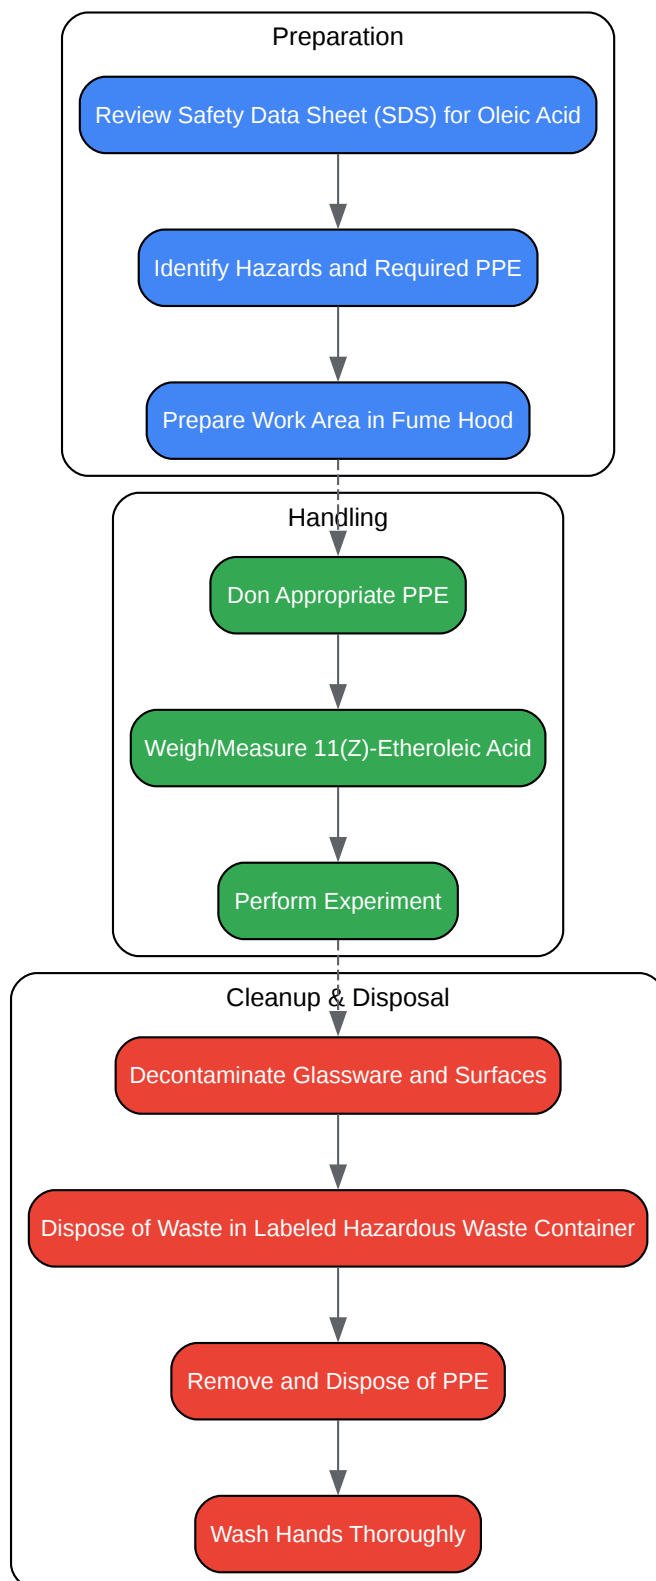 Preparation
Review Safety Data Sheet (SDS) for Oleic Acid
Identify Hazards and Required PPE
Prepare Work Area in Fume Hood
Handling
Don Appropriate PPE
Weigh/Measure 11(Z)-Etheroleic Acid
Perform Experiment
Cleanup & Disposal
Decontaminate Glassware and Surfaces
Dispose of Waste in Labeled Hazardous Waste Container
Remove and Dispose of PPE
Wash Hands Thoroughly